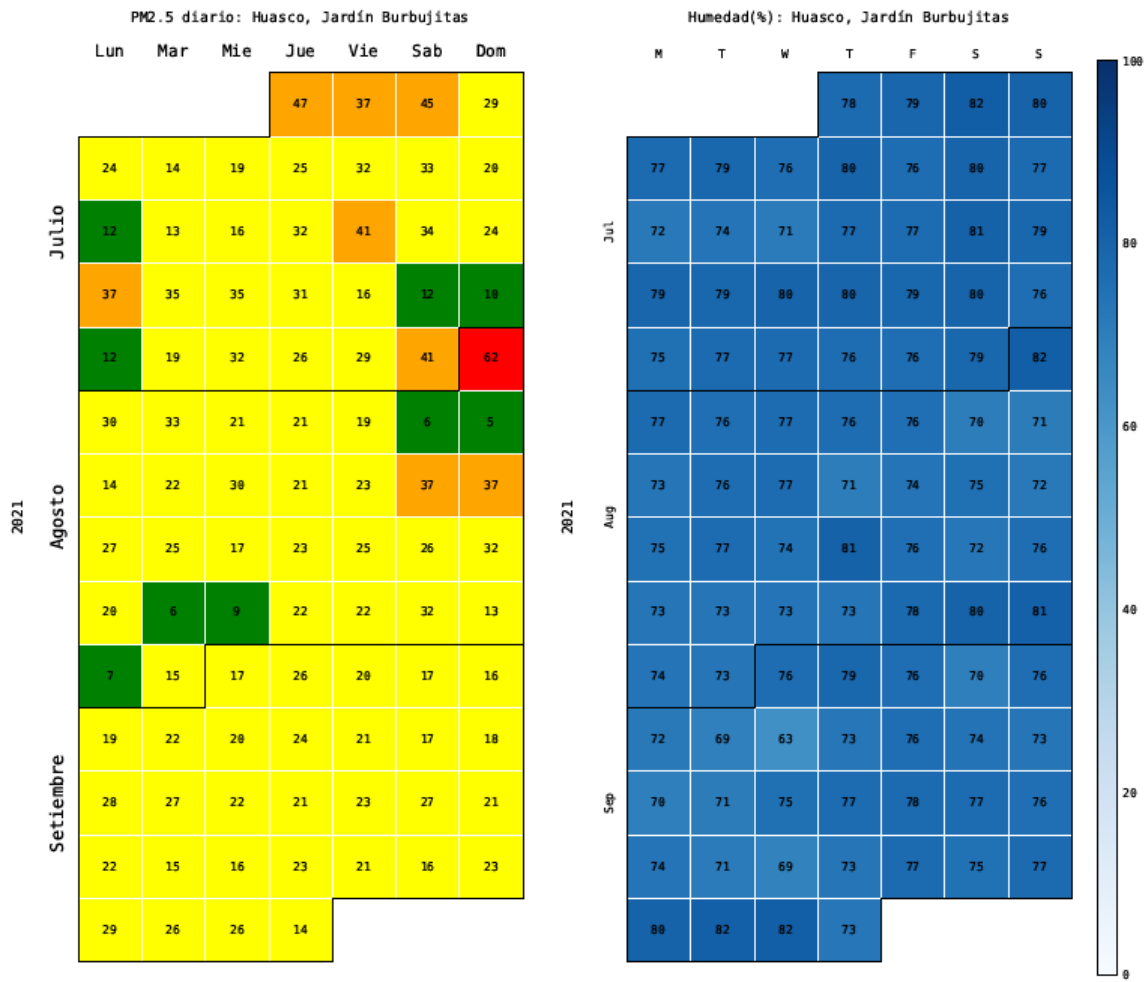 PM2.5 diario: Huasco, Jardín Burbujitas
Lun Mar Mie Jue Vie Sab Dom
47 37 45 29
24 14 19 25 32 33 20
12 13 16 32 41 34 24
37 35 35 31 16 12 10
12 19 32 26 29 41 62
30 33 21 21 19 6 5
14 22 30 21 23 37 37
27 25 17 23 25 26 32
20 6 9 22 22 32 13
7 15 17 26 20 17 16
19 22 20 24 21 17 18
28 27 22 21 23 27 21
22 15 16 23 21 16 23
29 26 26 14
Julio
Agosto
Setiembre
2021
Humedad(%): Huasco, Jardín Burbujitas
M T W T F S S
78 79 82 80
77 79 76 80 76 80 77
72 74 71 77 77 81 79
79 79 80 80 79 80 76
75 77 77 76 76 79 82
77 76 77 76 76 70 71
73 76 77 71 74 75 72
75 77 74 81 76 72 76
73 73 73 73 78 80 81
74 73 76 79 76 70 76
72 69 63 73 76 74 73
70 71 75 77 78 77 76
74 71 69 73 77 75 77
80 82 82 73
Jul
Aug
Sep
2021
100
80
60
40
20
0